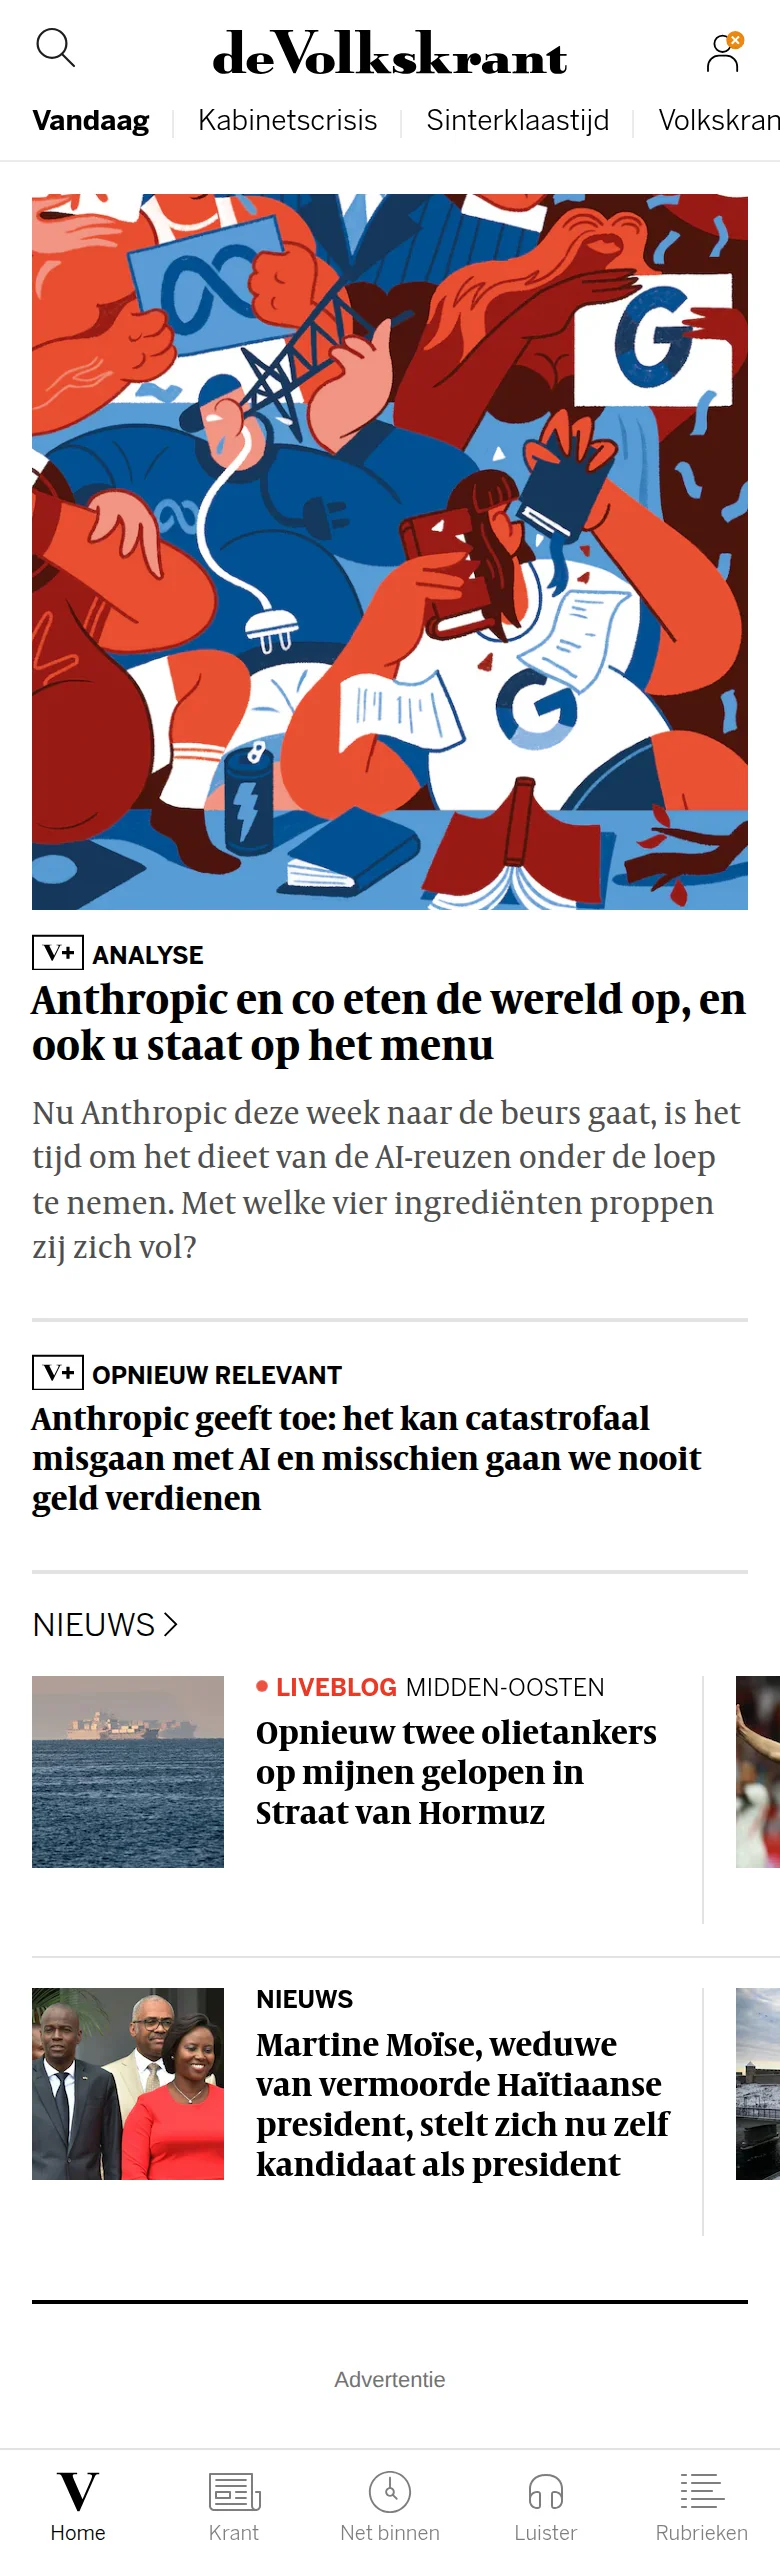 deVolkskrant
Vandaag Kabinetscrisis Sinterklaastijd Volkskran
G
G
V+ ANALYSE
Anthropic en co eten de wereld op, en
ook u staat op het menu
Nu Anthropic deze week naar de beurs gaat, is het
tijd om het dieet van de AI-reuzen onder de loep
te nemen. Met welke vier ingrediënten proppen
zij zich vol?
V+ OPNIEUW RELEVANT
Anthropic geeft toe: het kan catastrofaal
misgaan met AI en misschien gaan we nooit
geld verdienen
NIEUWS
LIVEBLOG MIDDEN-OOSTEN
Opnieuw twee olietankers
op mijnen gelopen in
Straat van Hormuz
NIEUWS
Martine Moïse, weduwe
van vermoorde Haïtiaanse
president, stelt zich nu zelf
kandidaat als president
Advertentie
V
Home Krant Net binnen Luister Rubrieken